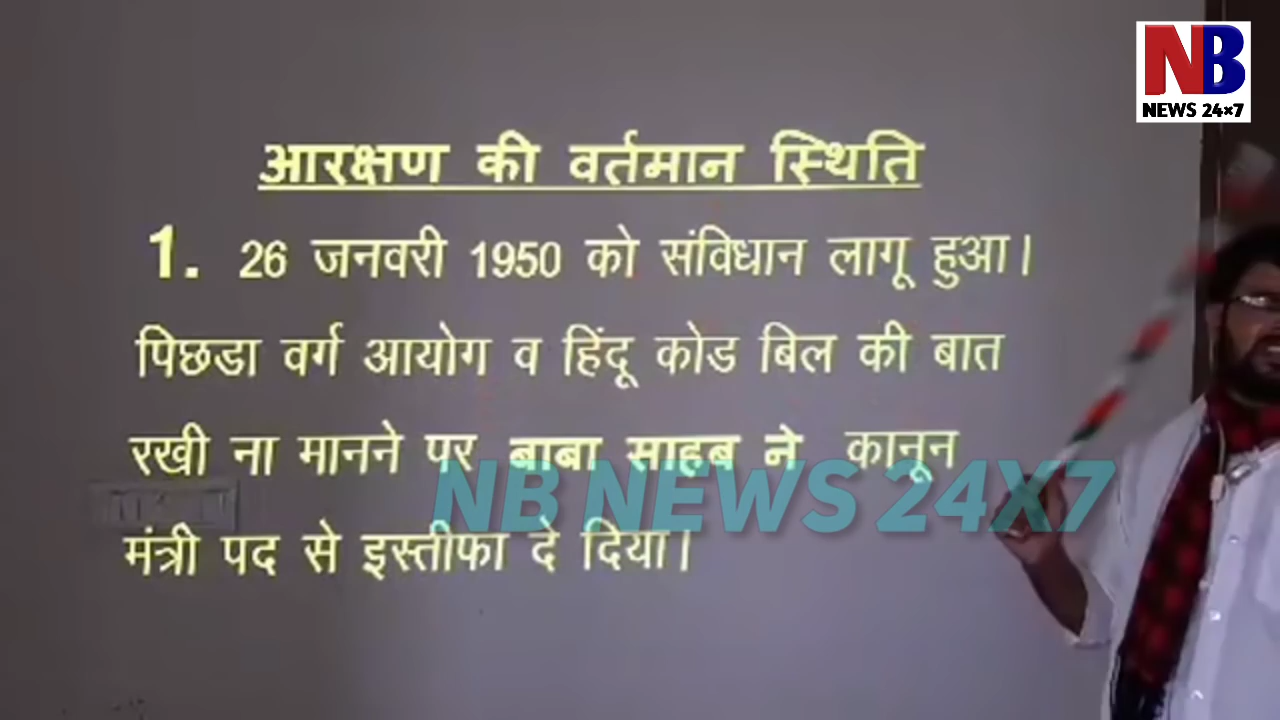 NB
NEWS 24×7
आरक्षण की वर्तमान स्थिति
1. 26 जनवरी 1950 को संविधान लागू हुआ।
पिछडा वर्ग आयोग व हिंदू कोड बिल की बात
रखी ना मानने पर बाबा साहब ने कानून
NB NEWS 24X7
मंत्री पद से इस्तीफा दे दिया।